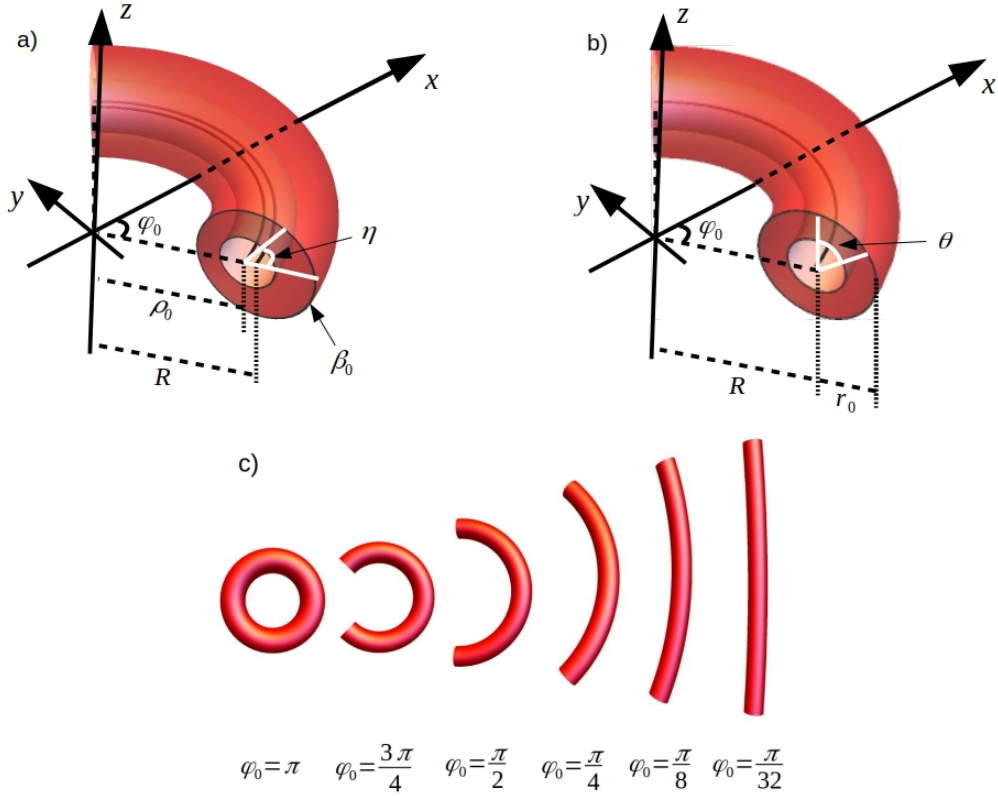 a)
z
x
y
φ₀
η
ρ₀
β₀
R
b)
z
x
y
φ₀
θ
R
r₀
c)
φ₀=π
φ₀=3π/4
φ₀=π/2
φ₀=π/4
φ₀=π/8
φ₀=π/32